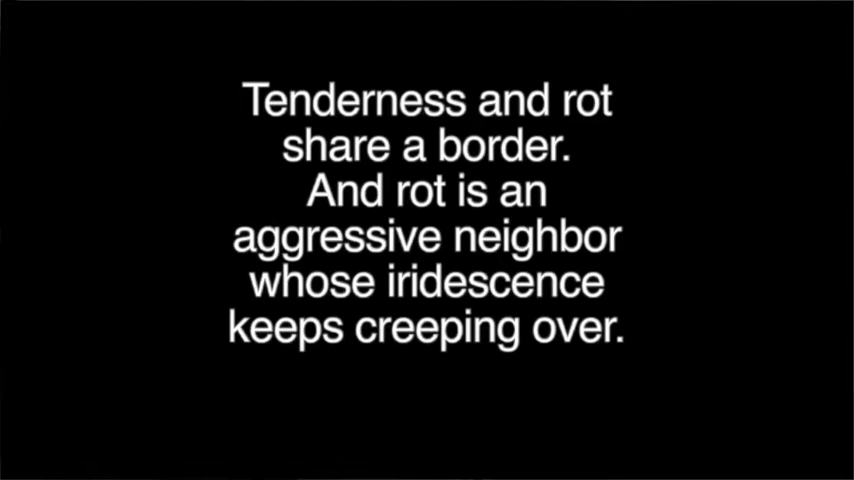 Tenderness and rot
share a border.
And rot is an
aggressive neighbor
whose iridescence
keeps creeping over.